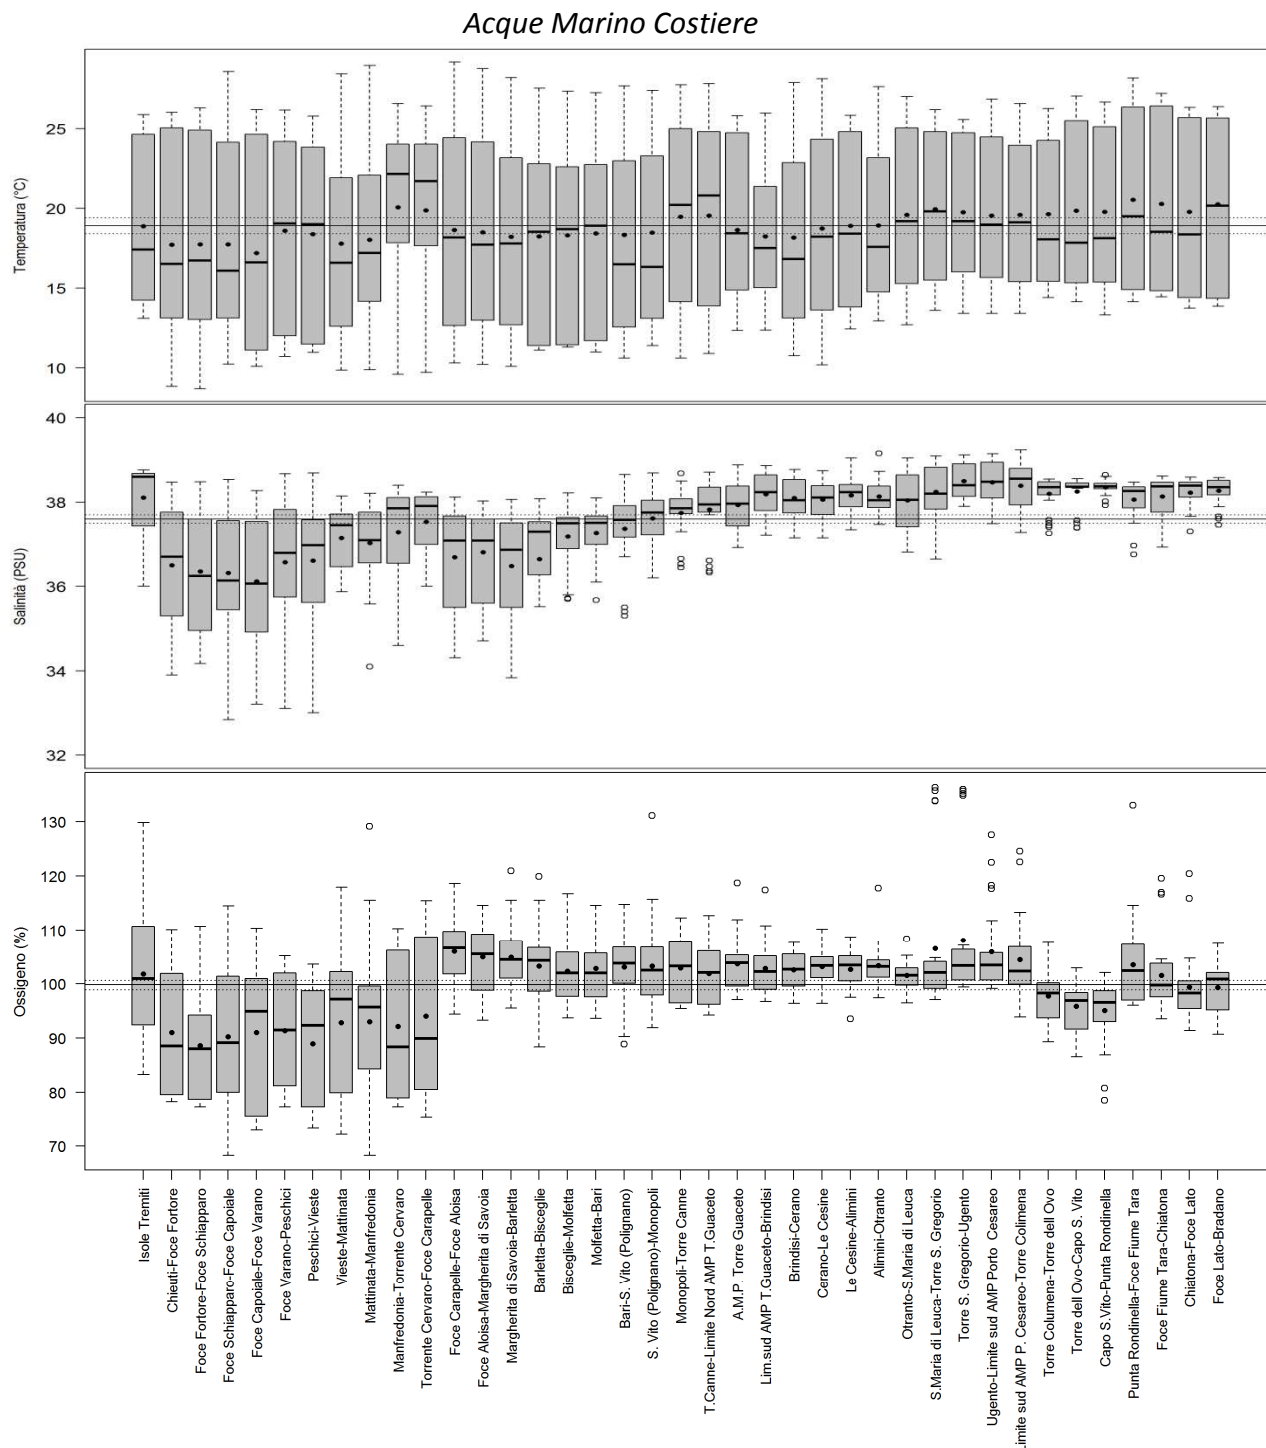 Acque Marino Costiere
Temperatura (°C)
25
20
15
10
Salinità (PSU)
40
38
36
34
32
Ossigeno (%)
130
120
110
100
90
80
70
Isole Tremiti
Chieuti-Foce Fortore
Foce Fortore-Foce Schiapparo
Foce Schiapparo-Foce Capoiale
Foce Capoiale-Foce Varano
Foce Varano-Peschici
Peschici-Vieste
Vieste-Mattinata
Mattinata-Manfredonia
Manfredonia-Torrente Cervaro
Torrente Cervaro-Foce Carapelle
Foce Carapelle-Foce Aloisa
Foce Aloisa-Margherita di Savoia
Margherita di Savoia-Barletta
Barletta-Bisceglie
Bisceglie-Molfetta
Molfetta-Bari
Bari-S. Vito (Polignano)
S. Vito (Polignano)-Monopoli
Monopoli-Torre Canne
T.Canne-Limite Nord AMP T.Guaceto
A.M.P. Torre Guaceto
Lim.sud AMP T.Guaceto-Brindisi
Brindisi-Cerano
Cerano-Le Cesine
Le Cesine-Alimini
Alimini-Otranto
Otranto-S.Maria di Leuca
S.Maria di Leuca-Torre S. Gregorio
Torre S. Gregorio-Ugento
Ugento-Limite sud AMP Porto Cesareo
Limite sud AMP P. Cesareo-Torre Colimena
Torre Columena-Torre dell Ovo
Torre dell Ovo-Capo S. Vito
Capo S.Vito-Punta Rondinella
Punta Rondinella-Foce Fiume Tara
Foce Fiume Tara-Chiatona
Chiatona-Foce Lato
Foce Lato-Bradano